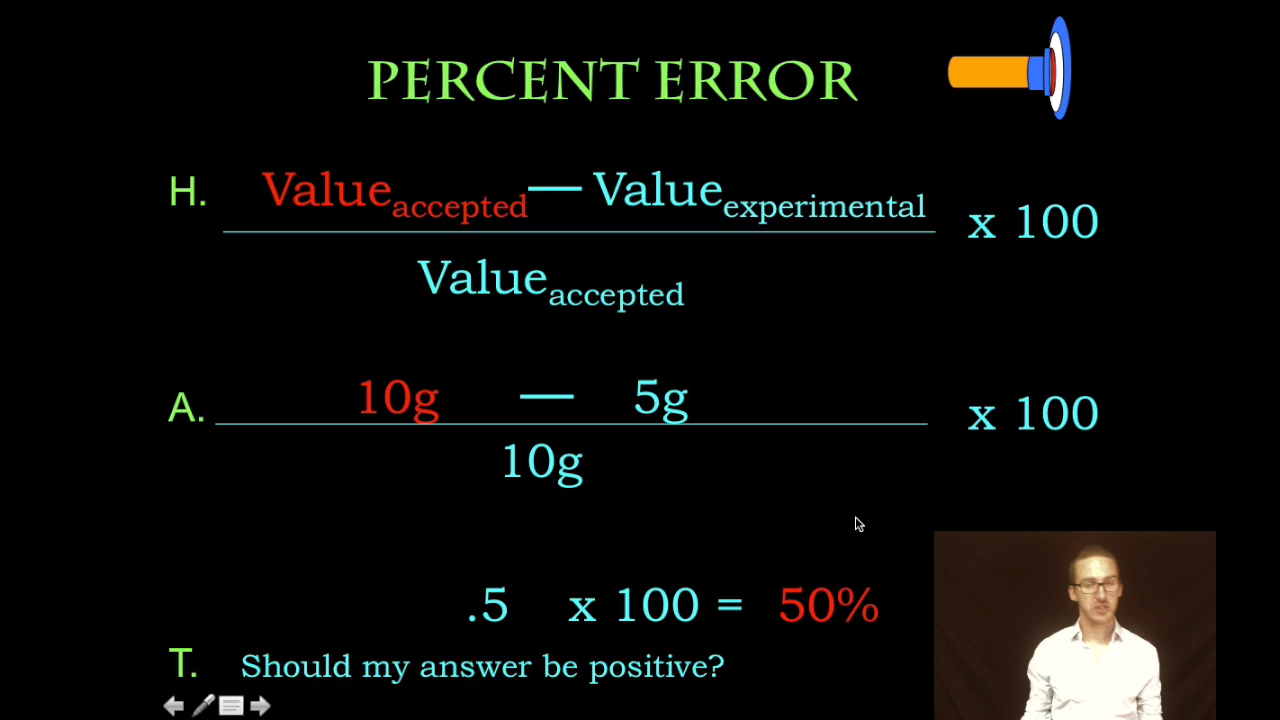 PERCENT ERROR
H. Valueaccepted — Valueexperimental x 100
Valueaccepted
A. 10g — 5g x 100
10g
.5 x 100 = 50%
T. Should my answer be positive?